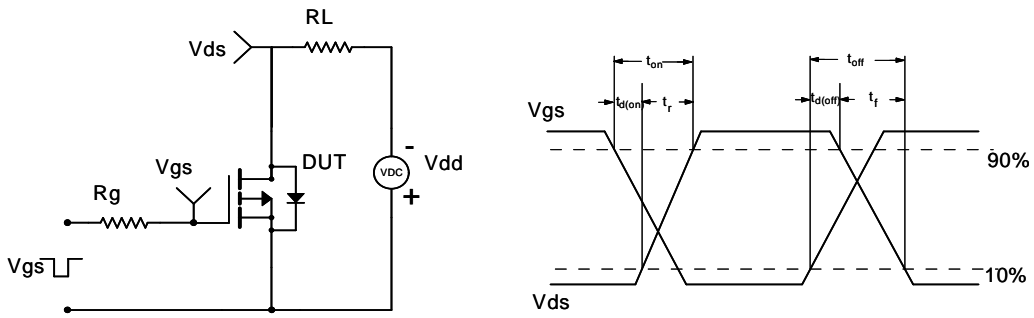 RL
Vds
Vgs
DUT
-
VDC
Vdd
+
Rg
Vgs
ton
toff
td(on)
tr
td(off)
tf
Vgs
90%
10%
Vds